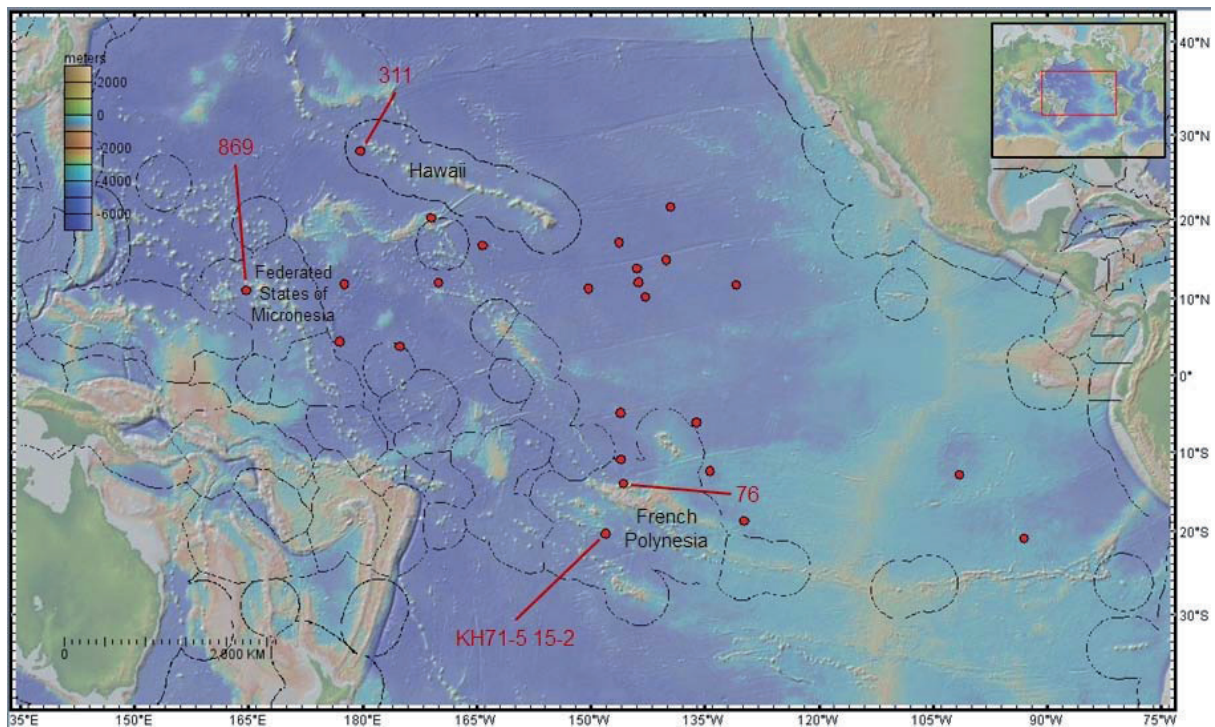 meters
2000
0
-2000
-4000
-6000
311
869
Hawaii
Federated
States of
Micronesia
76
French
Polynesia
KH71-5 15-2
0
2,000 KM
40°N
30°N
20°N
10°N
0°
10°S
20°S
30°S
35°E
150°E
165°E
180°E
165°W
150°W
135°W
120°W
105°W
90°W
75°W